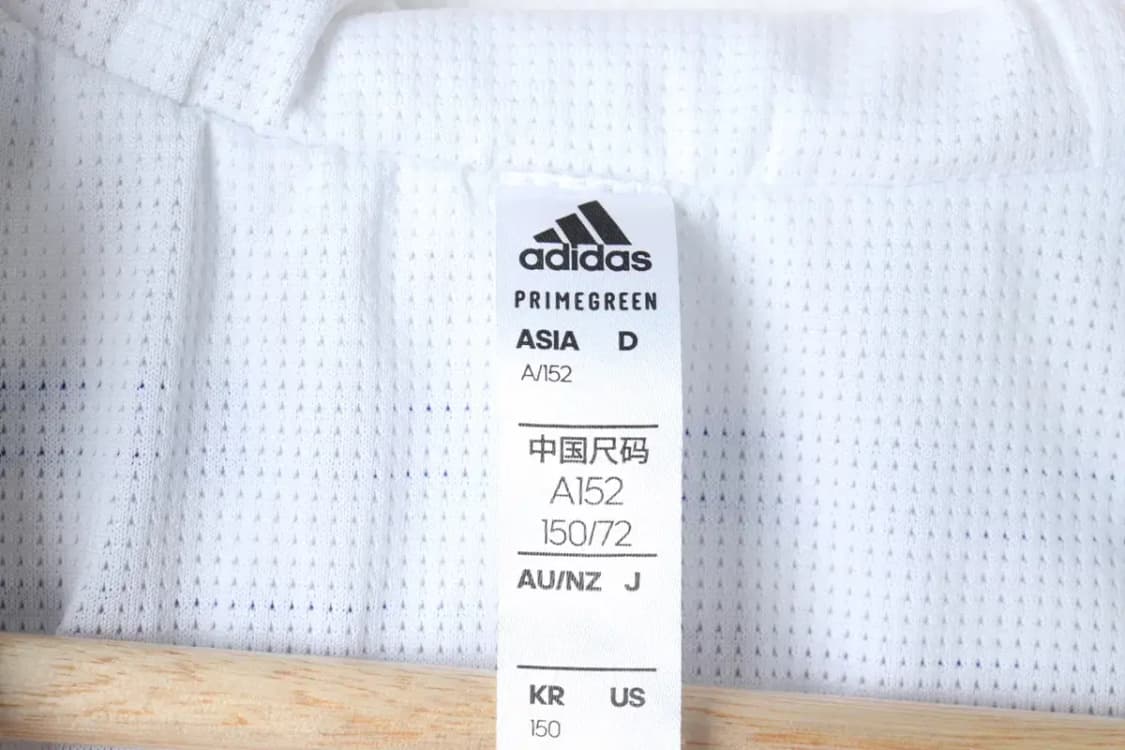 adidas
PRIMEGREEN
ASIA D
A/152
中国尺码
A152
150/72
AU/NZ J
KR US
150